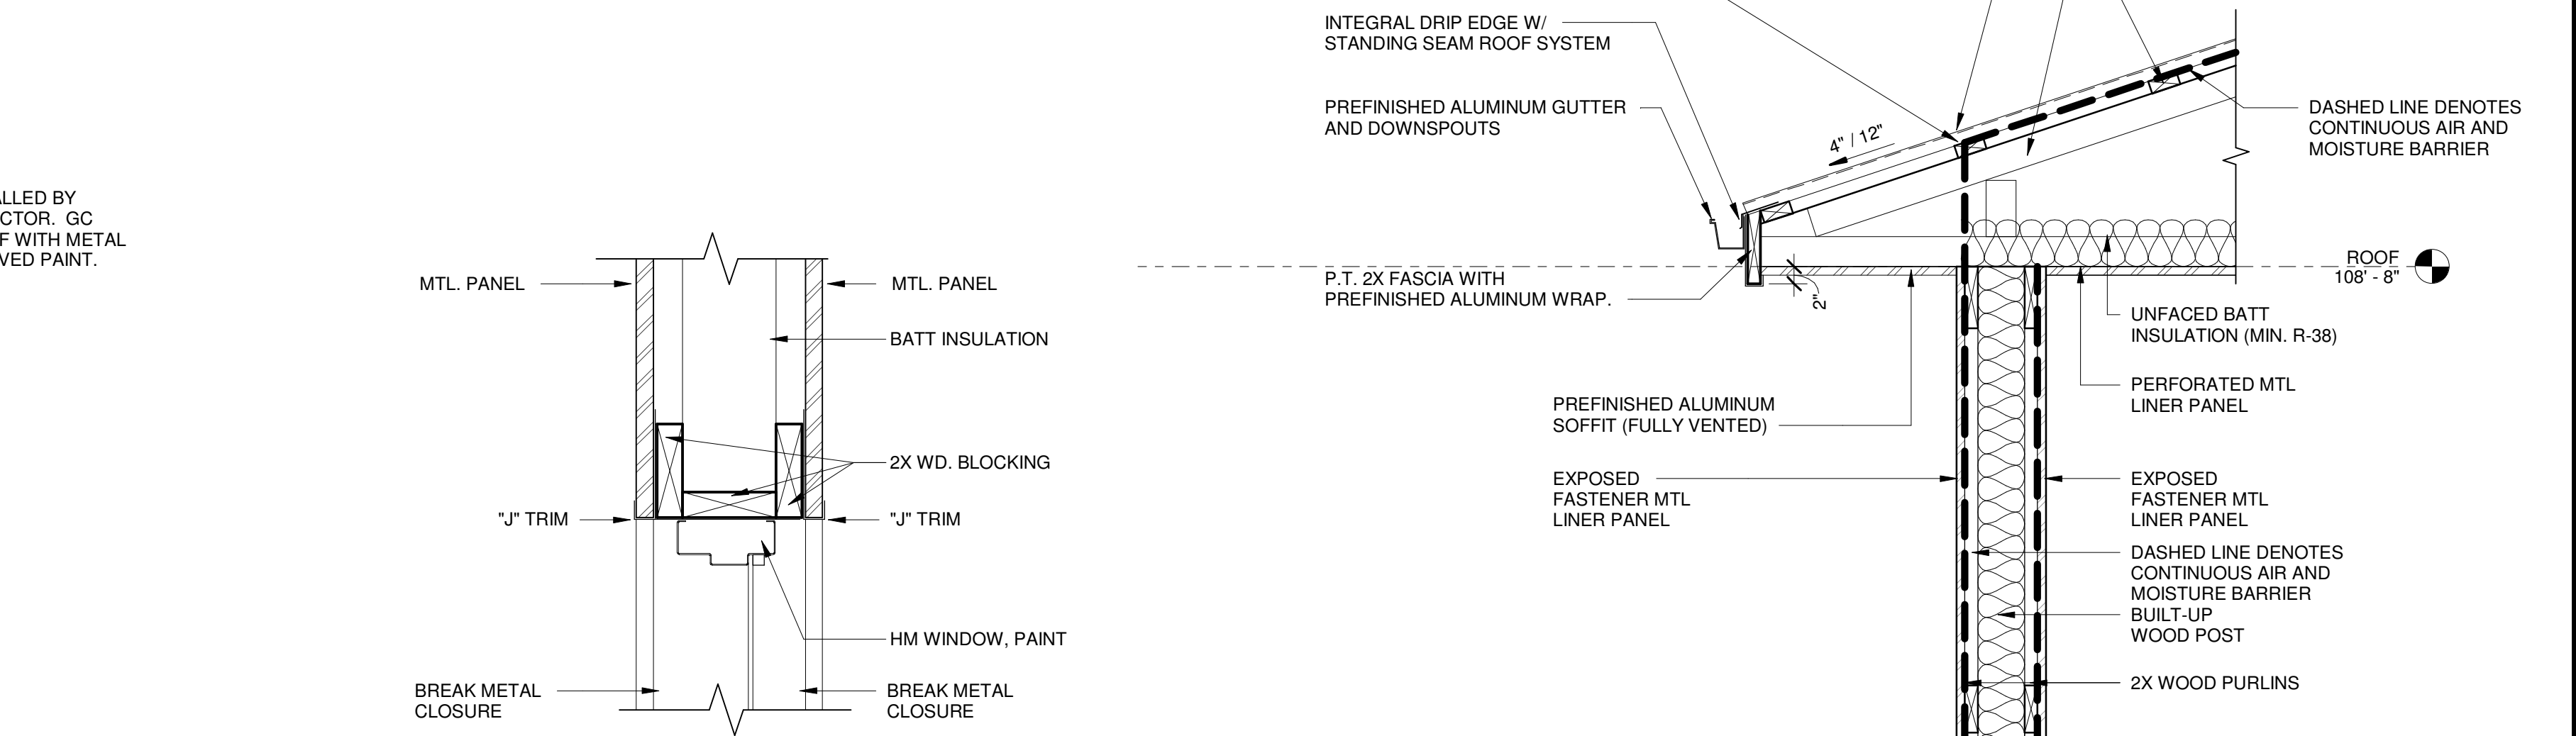 ALLED BY
CTOR. GC
F WITH METAL
VED PAINT.
MTL. PANEL
MTL. PANEL
BATT INSULATION
2X WD. BLOCKING
"J" TRIM
"J" TRIM
HM WINDOW, PAINT
BREAK METAL
CLOSURE
BREAK METAL
CLOSURE
INTEGRAL DRIP EDGE W/
STANDING SEAM ROOF SYSTEM
PREFINISHED ALUMINUM GUTTER
AND DOWNSPOUTS
4" / 12"
DASHED LINE DENOTES
CONTINUOUS AIR AND
MOISTURE BARRIER
P.T. 2X FASCIA WITH
PREFINISHED ALUMINUM WRAP.
2"
ROOF
108' - 8"
UNFACED BATT
INSULATION (MIN. R-38)
PERFORATED MTL
LINER PANEL
PREFINISHED ALUMINUM
SOFFIT (FULLY VENTED)
EXPOSED
FASTENER MTL
LINER PANEL
EXPOSED
FASTENER MTL
LINER PANEL
DASHED LINE DENOTES
CONTINUOUS AIR AND
MOISTURE BARRIER
BUILT-UP
WOOD POST
2X WOOD PURLINS